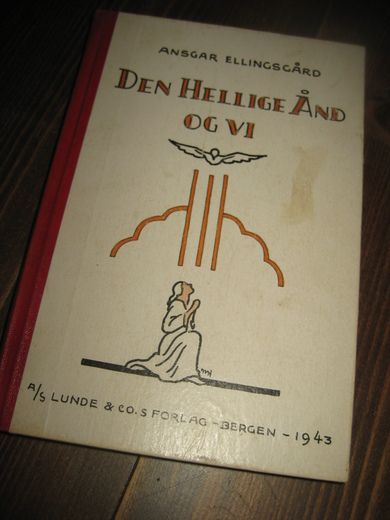 ANSGAR ELLINGSGÅRD
DEN HELLIGE ÅND
OG VI
A/S LUNDE & CO.S FORLAG - BERGEN - 1943